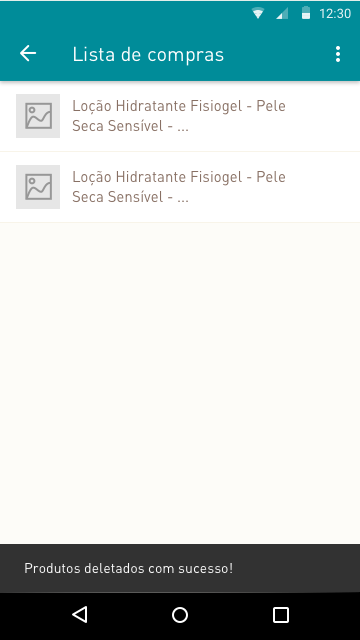 12:30
Lista de compras
Loção Hidratante Fisiogel - Pele
Seca Sensível - ...
Loção Hidratante Fisiogel - Pele
Seca Sensível - ...
Produtos deletados com sucesso!